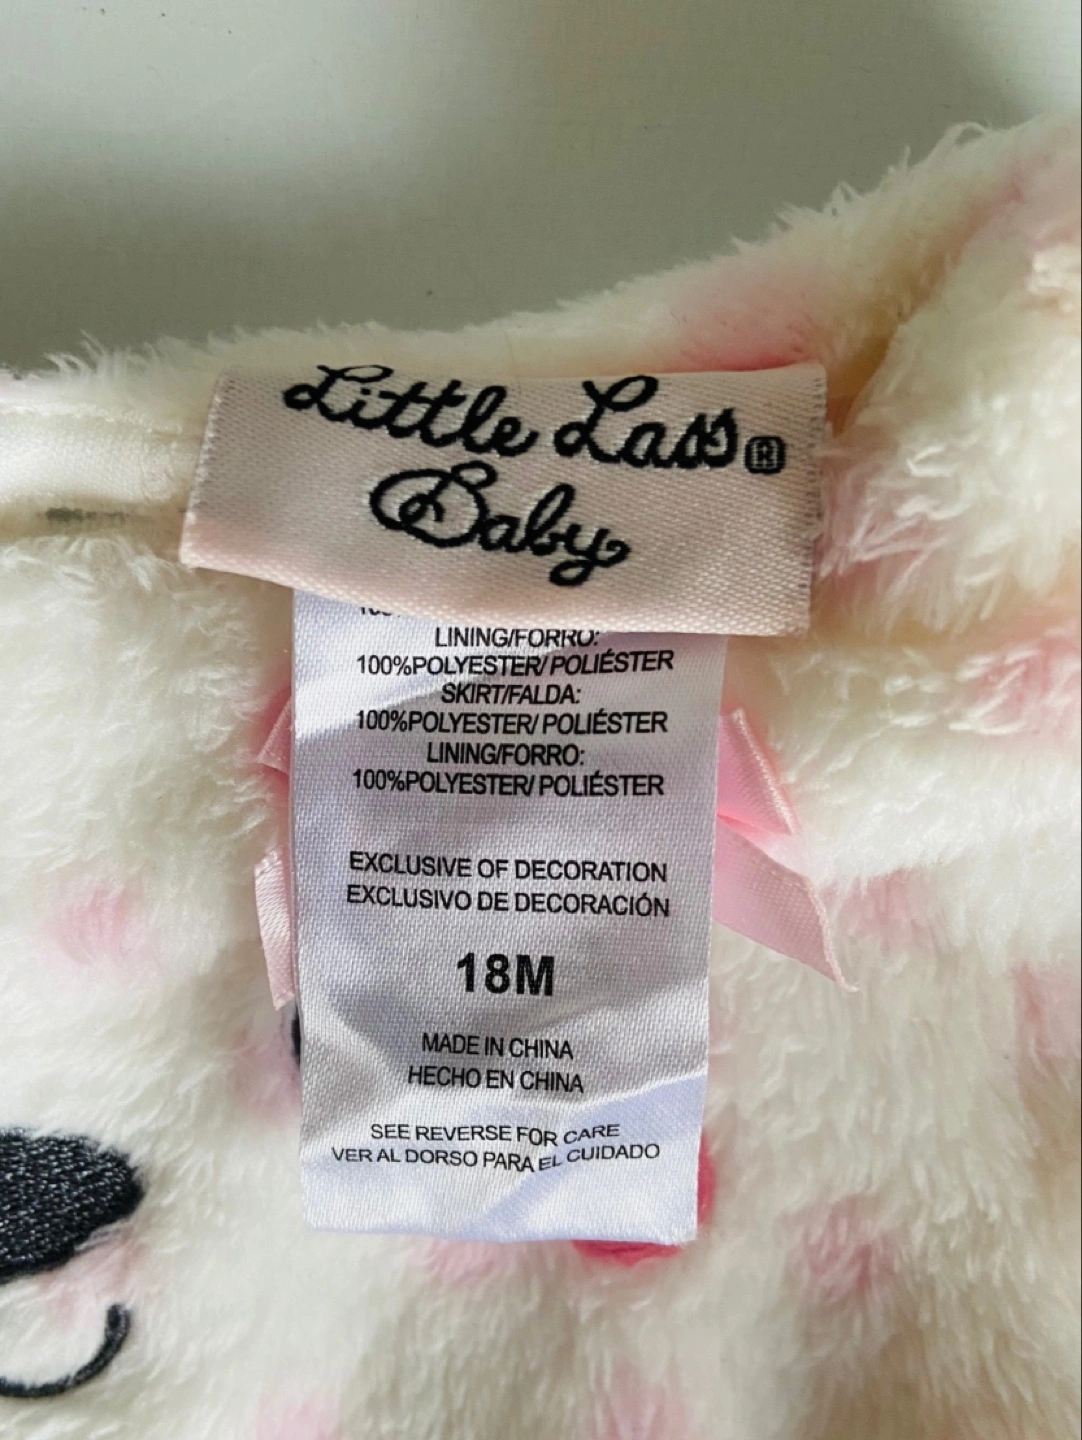 Little Lass®
Baby
LINING/FORRO:
100%POLYESTER/POLIÉSTER
SKIRT/FALDA:
100%POLYESTER/ POLIÉSTER
LINING/FORRO:
100%POLYESTER/ POLIÉSTER
EXCLUSIVE OF DECORATION
EXCLUSIVO DE DECORACIÓN
18M
MADE IN CHINA
HECHO EN CHINA
SEE REVERSE FOR CARE
VER AL DORSO PARA EL CUIDADO